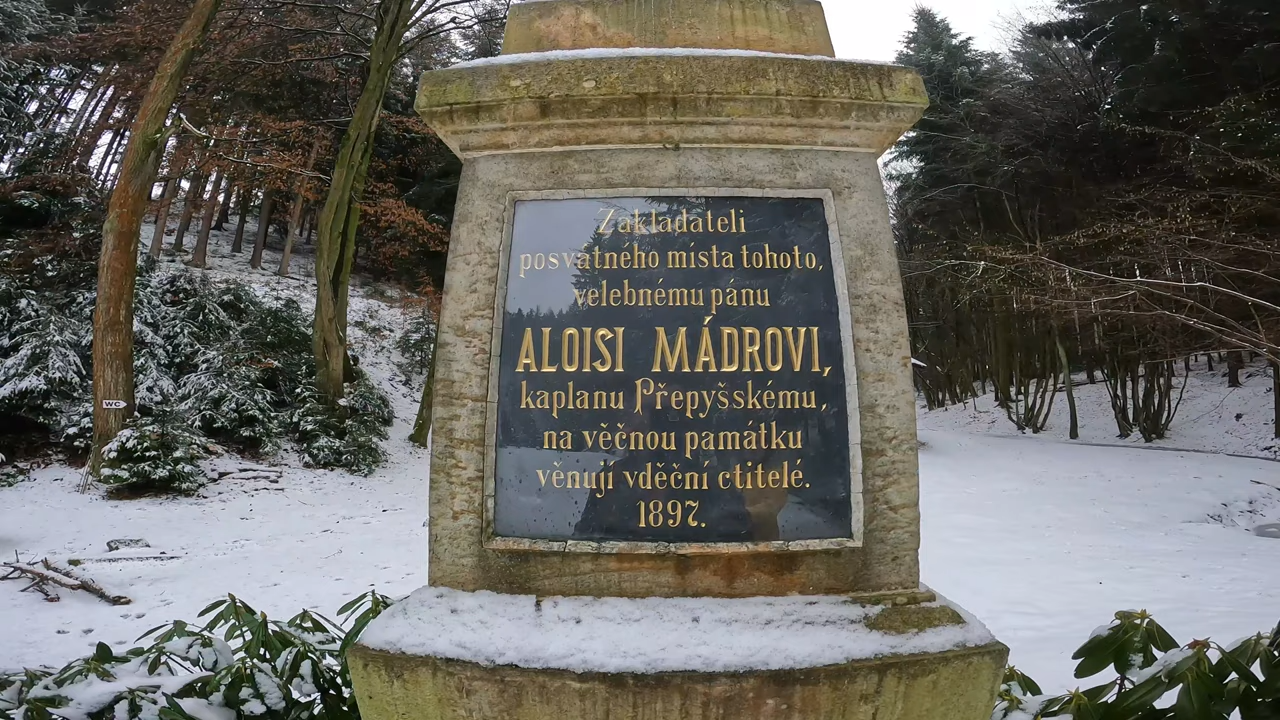 Zakladateli
posvátného místa tohoto,
velebnému pánu
ALOISI MÁDROVI,
kaplanu Přepyšskému,
na věčnou památku
věnují vděční ctitelé.
1897.
WC